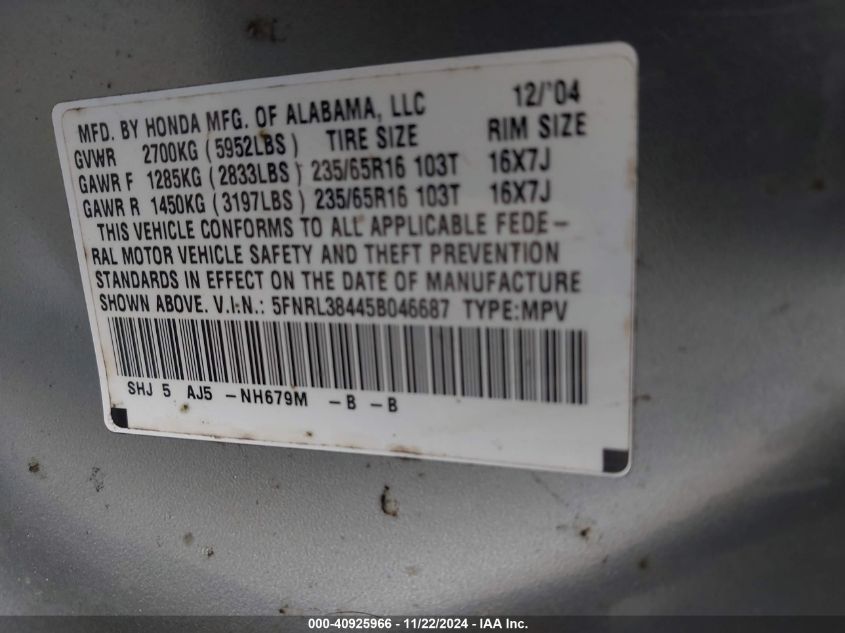 MFD. BY HONDA MFG. OF ALABAMA, LLC 12/'04
GVWR 2700KG (5952LBS) TIRE SIZE RIM SIZE
GAWR F 1285KG (2833LBS) 235/65R16 103T 16X7J
GAWR R 1450KG (3197LBS) 235/65R16 103T 16X7J
THIS VEHICLE CONFORMS TO ALL APPLICABLE FEDE-
RAL MOTOR VEHICLE SAFETY AND THEFT PREVENTION
STANDARDS IN EFFECT ON THE DATE OF MANUFACTURE
SHOWN ABOVE. V.I.N.: 5FNRL38445B046687 TYPE:MPV
SHJ 5 AJ5 -NH679M -B -B
000-40925966 - 11/22/2024 - IAA Inc.